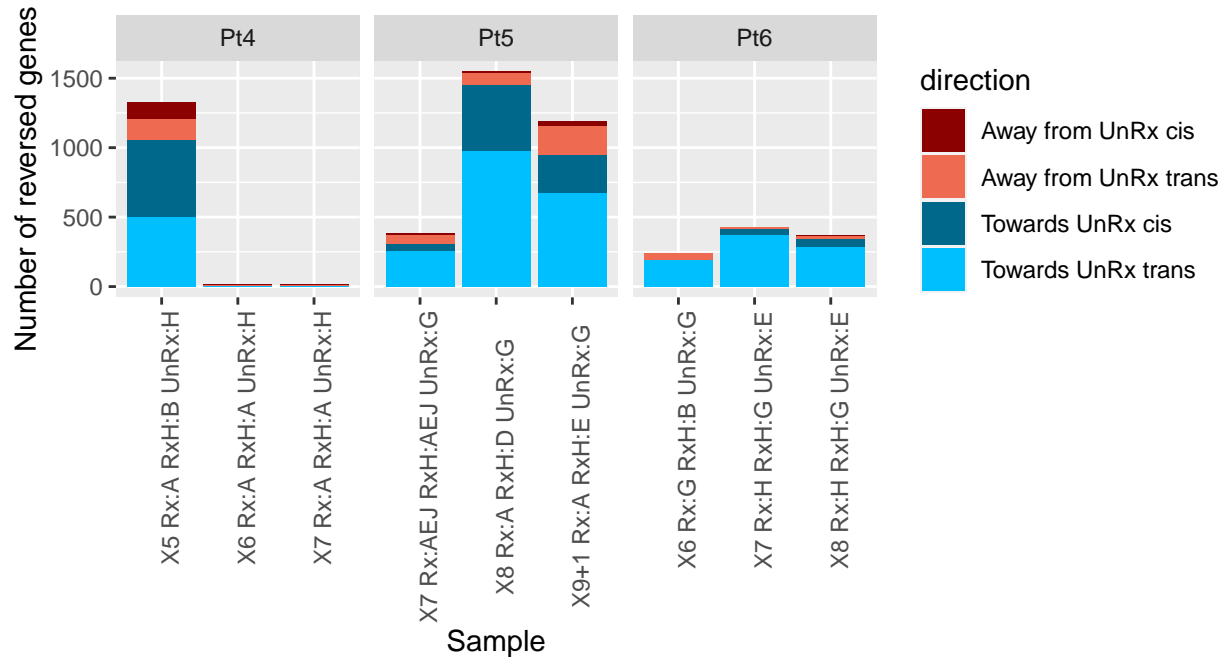 Pt4
Pt5
Pt6
Number of reversed genes
1500
1000
500
0
X5 Rx:A RxH:B UnRx:H
X6 Rx:A RxH:A UnRx:H
X7 Rx:A RxH:A UnRx:H
X7 Rx:AEJ RxH:AEJ UnRx:G
X8 Rx:A RxH:D UnRx:G
X9+1 Rx:A RxH:E UnRx:G
X6 Rx:G RxH:B UnRx:G
X7 Rx:H RxH:G UnRx:E
X8 Rx:H RxH:G UnRx:E
Sample
direction
Away from UnRx cis
Away from UnRx trans
Towards UnRx cis
Towards UnRx trans